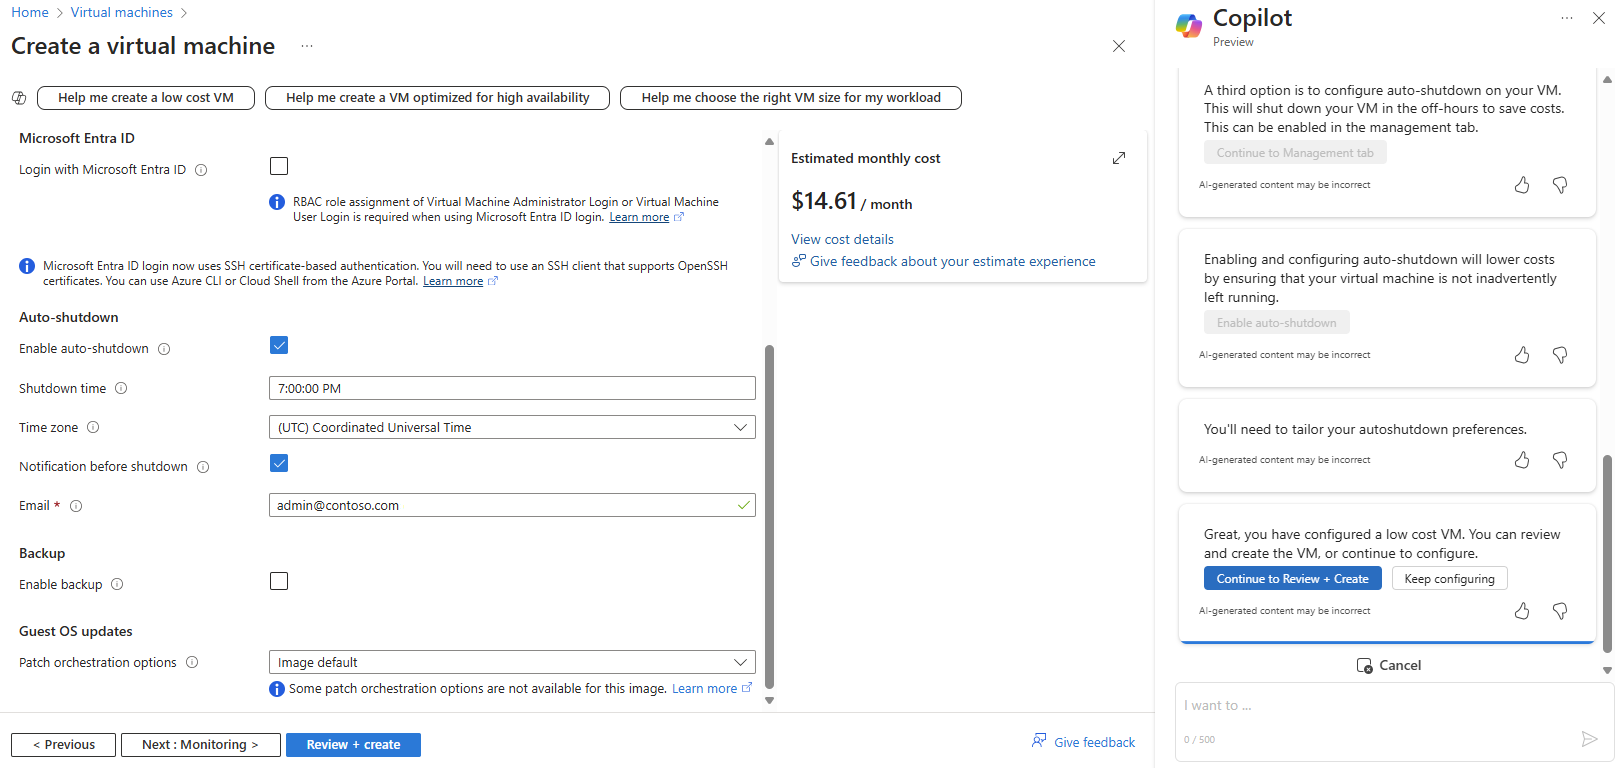 Home > Virtual machines >
Create a virtual machine ...
Help me create a low cost VM
Help me create a VM optimized for high availability
Help me choose the right VM size for my workload
Microsoft Entra ID
Login with Microsoft Entra ID
RBAC role assignment of Virtual Machine Administrator Login or Virtual Machine
User Login is required when using Microsoft Entra ID login. Learn more
Microsoft Entra ID login now uses SSH certificate-based authentication. You will need to use an SSH client that supports OpenSSH
certificates. You can use Azure CLI or Cloud Shell from the Azure Portal. Learn more
Auto-shutdown
Enable auto-shutdown
Shutdown time
7:00:00 PM
Time zone
(UTC) Coordinated Universal Time
Notification before shutdown
Email *
admin@contoso.com
Backup
Enable backup
Guest OS updates
Patch orchestration options
Image default
Some patch orchestration options are not available for this image. Learn more
< Previous
Next : Monitoring >
Review + create
Give feedback
Estimated monthly cost
$14.61 / month
View cost details
Give feedback about your estimate experience
Copilot
Preview
...
A third option is to configure auto-shutdown on your VM.
This will shut down your VM in the off-hours to save costs.
This can be enabled in the management tab.
Continue to Management tab
AI-generated content may be incorrect
Enabling and configuring auto-shutdown will lower costs
by ensuring that your virtual machine is not inadvertently
left running.
Enable auto-shutdown
AI-generated content may be incorrect
You'll need to tailor your autoshutdown preferences.
AI-generated content may be incorrect
Great, you have configured a low cost VM. You can review
and create the VM, or continue to configure.
Continue to Review + Create
Keep configuring
AI-generated content may be incorrect
Cancel
I want to ...
0 / 500